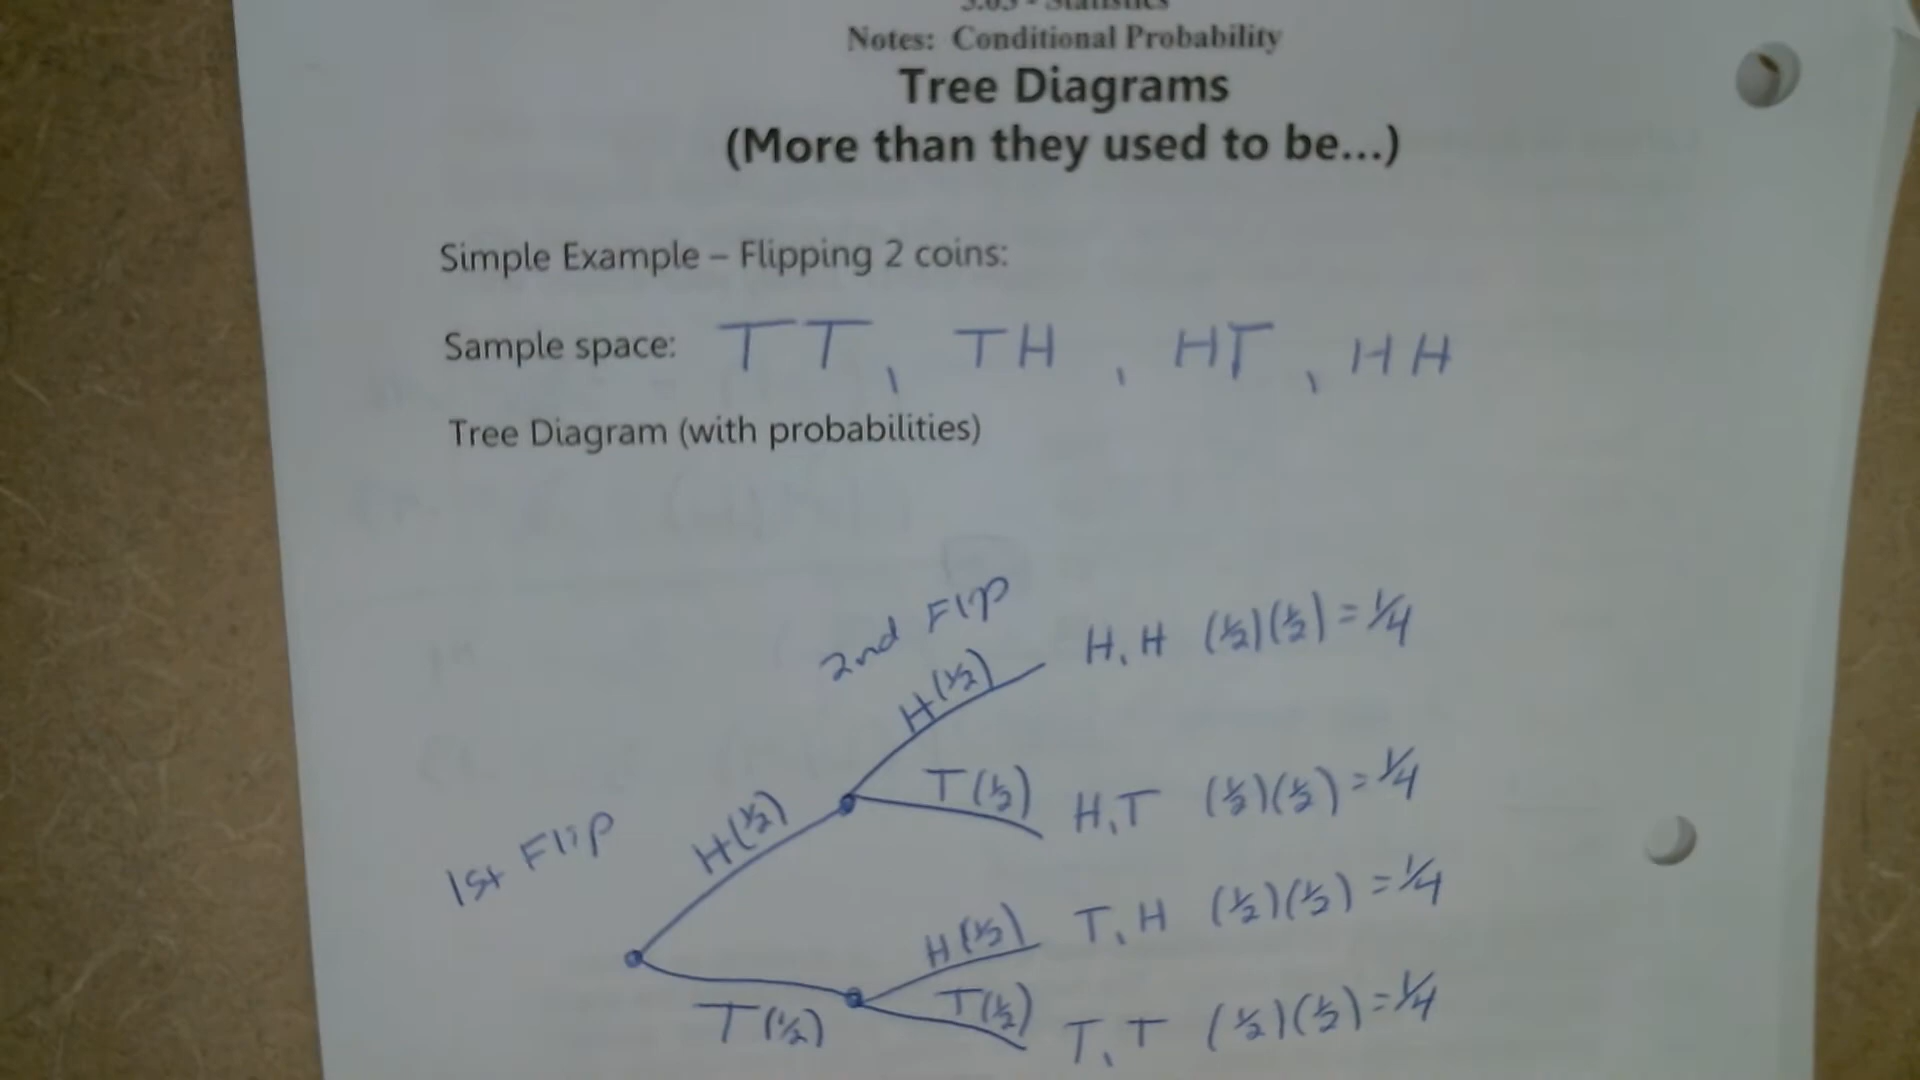 Notes: Conditional Probability
Tree Diagrams
(More than they used to be...)
Simple Example – Flipping 2 coins:
Sample space: TT, TH, HT, HH
Tree Diagram (with probabilities)
1st Flip
2nd Flip
H(1/2)
H(1/2)
H,H (1/2)(1/2)=1/4
T(1/2)
H,T (1/2)(1/2)=1/4
T(1/2)
H(1/2)
T,H (1/2)(1/2)=1/4
T(1/2)
T,T (1/2)(1/2)=1/4